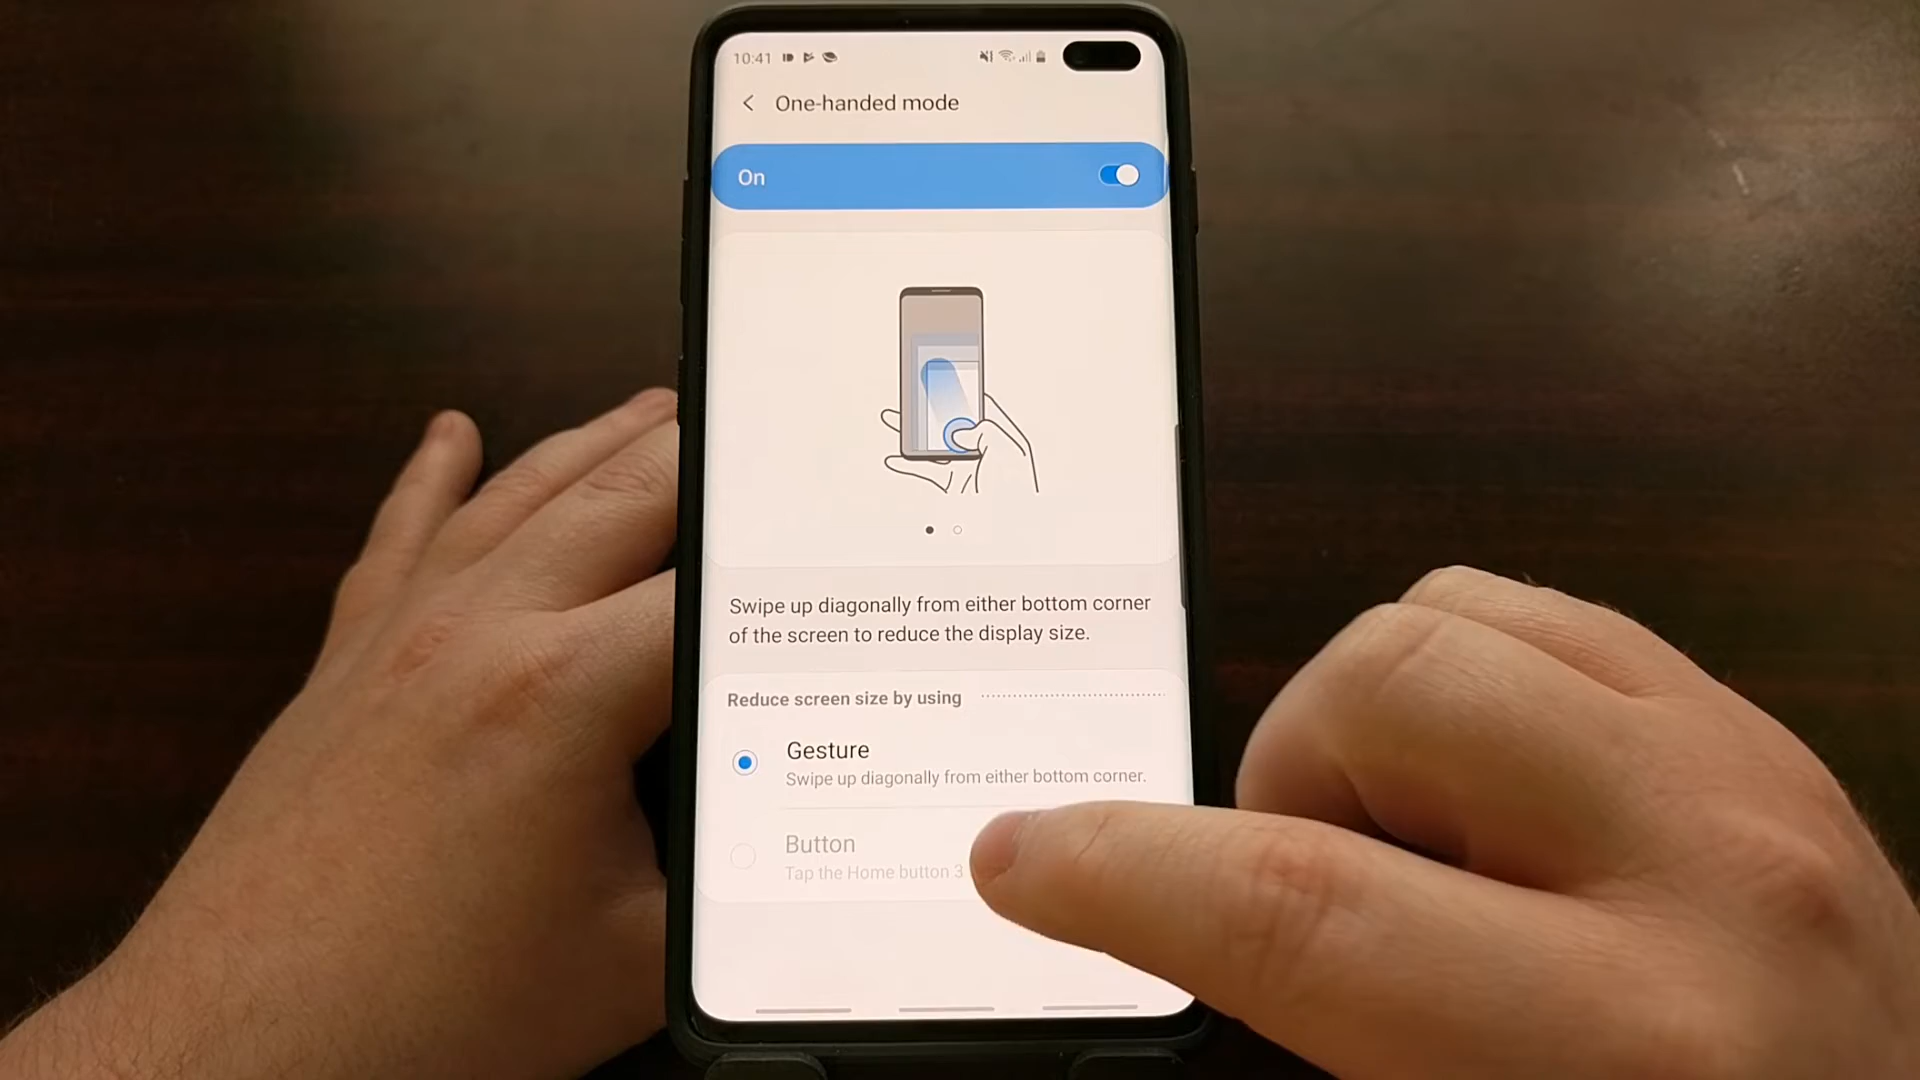 10:41
One-handed mode
On
Swipe up diagonally from either bottom corner
of the screen to reduce the display size.
Reduce screen size by using
Gesture
Swipe up diagonally from either bottom corner.
Button
Tap the Home button 3